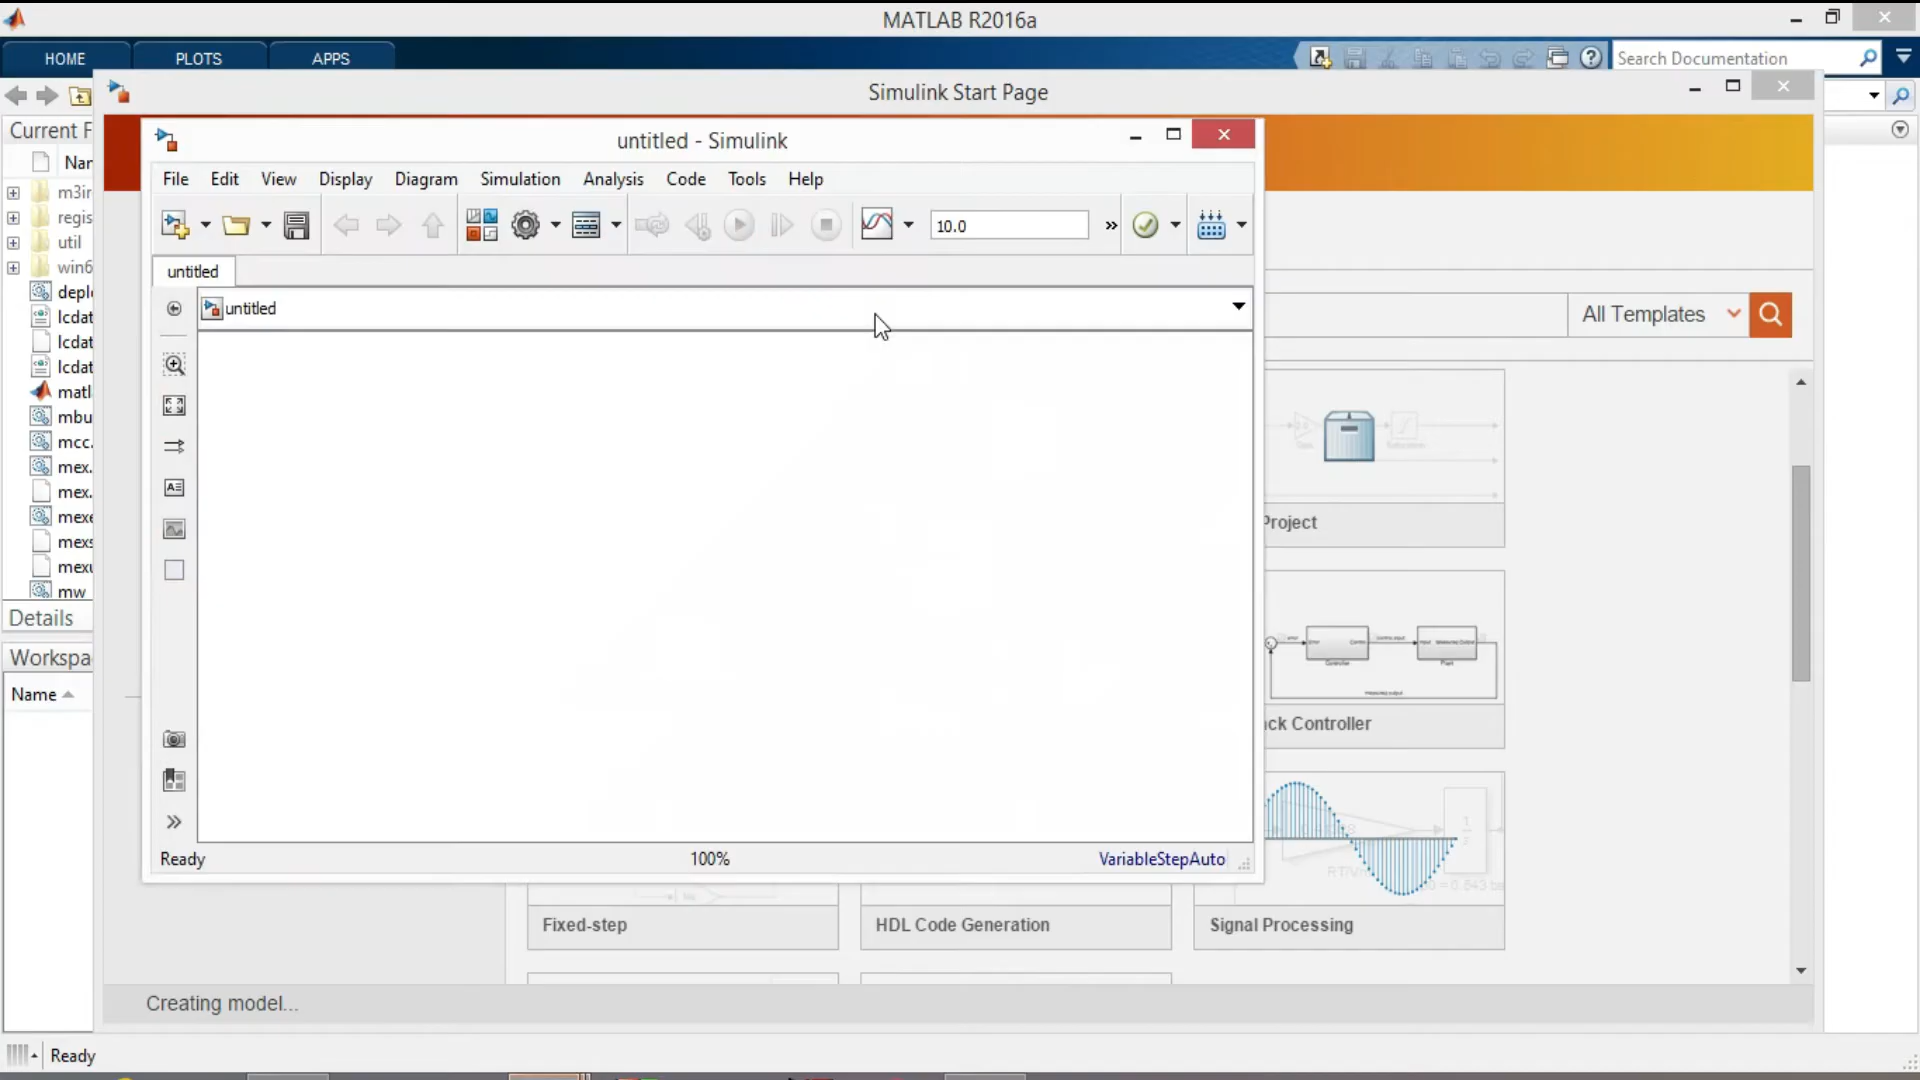 MATLAB R2016a
HOME
PLOTS
APPS
Search Documentation
Simulink Start Page
Current F
untitled - Simulink
Nar
File Edit View Display Diagram Simulation Analysis Code Tools Help
m3ir
regis
util
win6
10.0
untitled
untitled
deplo
lcdat
lcdat
lcdat
matl
mbu
mcc.
mex.
mex.
mexe
mexs
mexu
mw
All Templates
Project
Details
Workspa
Name
ck Controller
Ready
100%
VariableStepAuto
Fixed-step
HDL Code Generation
Signal Processing
Creating model...
Ready